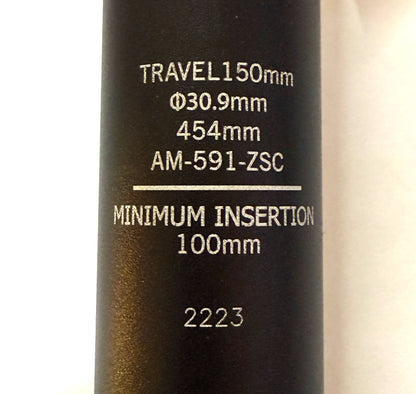 TRAVEL150mm
Φ30.9mm
454mm
AM-591-ZSC
MINIMUM INSERTION
100mm
2223